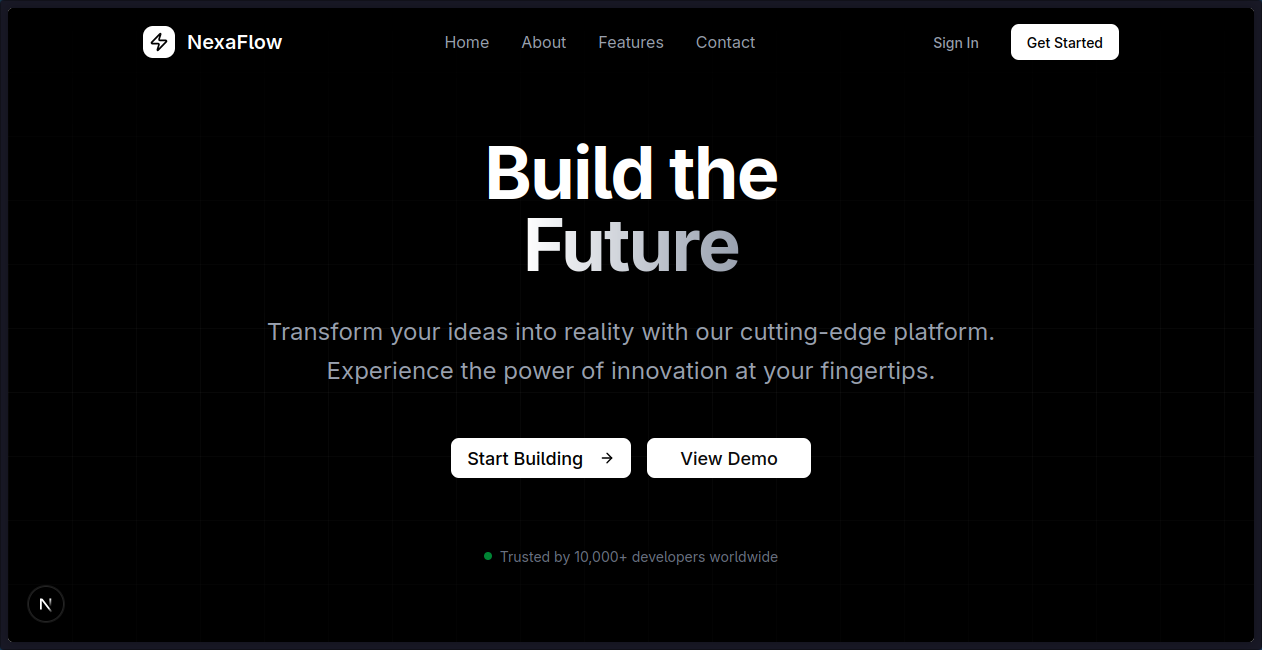 NexaFlow
Home About Features Contact
Sign In
Get Started
Build the
Future
Transform your ideas into reality with our cutting-edge platform.
Experience the power of innovation at your fingertips.
Start Building →
View Demo
Trusted by 10,000+ developers worldwide
N